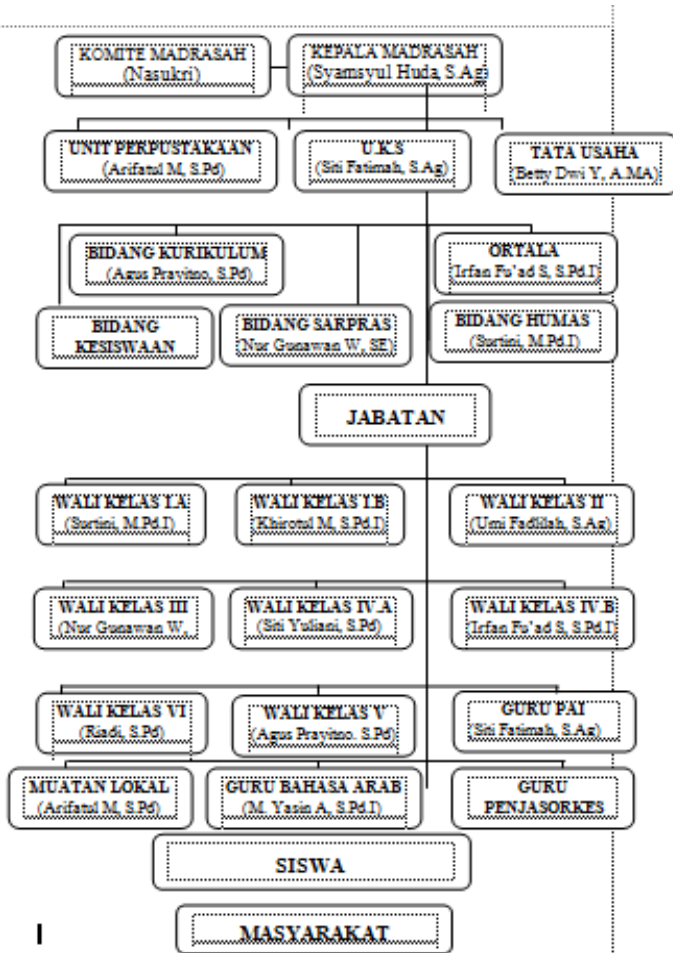 KOMITE MADRASAH
(Nasukri)
KEPALA MADRASAH
(Syamsyul Huda, S.Ag)
UNIT PERPUSTAKAAN
(Arifatul M, S.Pd)
U.K.S
(Siti Fatimah, S.Ag)
TATA USAHA
(Betty Dwi Y, A.MA)
BIDANG KURIKULUM
(Agus Prayitno, S.Pd)
ORTALA
(Irfan Fu'ad S, S.Pd.I)
BIDANG
KESISWAAN
BIDANG SARPRAS
(Nur Gunawan W, SE)
BIDANG HUMAS
(Surtini, M.Pd.I)
JABATAN
WALI KELAS I.A
(Surtini, M.Pd.I)
WALI KELAS I.B
(Khirotul M, S.Pd.I)
WALI KELAS II
(Umi Fadlilah, S.Ag)
WALI KELAS III
(Nur Gunawan W,
WALI KELAS IV.A
(Siti Yuliani, S.Pd)
WALI KELAS IV.B
(Irfan Fu'ad S, S.Pd.I)
WALI KELAS VI
(Riadi, S.Pd)
WALI KELAS V
(Agus Prayitno. S.Pd)
GURU PAI
(Siti Fatimah, S.Ag)
MUATAN LOKAL
(Arifatul M, S.Pd)
GURU BAHASA ARAB
(M. Yasin A, S.Pd.I)
GURU
PENJASORKES
SISWA
MASYARAKAT